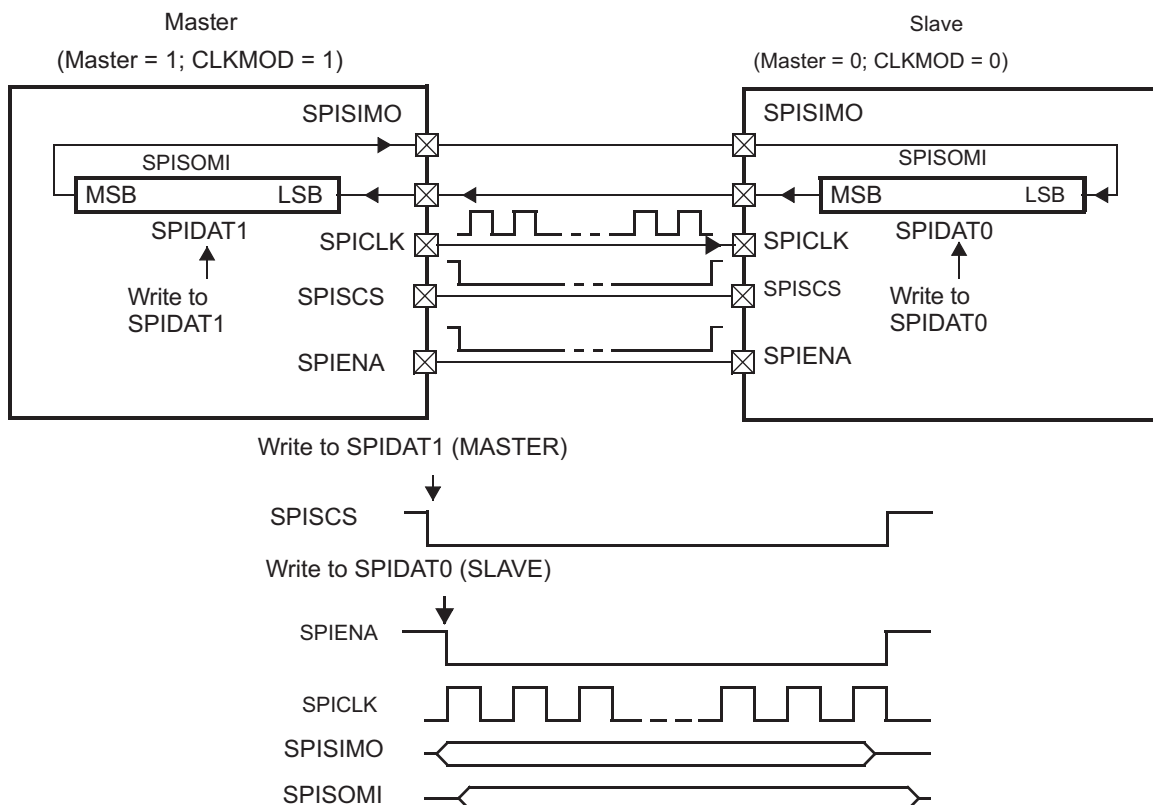 Master
(Master = 1; CLKMOD = 1)
Slave
(Master = 0; CLKMOD = 0)
SPISIMO
SPISIMO
SPISOMI
SPISOMI
MSB
LSB
MSB
LSB
SPIDAT1
SPICLK
SPICLK
SPIDAT0
Write to
SPIDAT1
SPISCS
SPISCS
Write to
SPIDAT0
SPIENA
SPIENA
Write to SPIDAT1 (MASTER)
SPISCS
Write to SPIDAT0 (SLAVE)
SPIENA
SPICLK
SPISIMO
SPISOMI